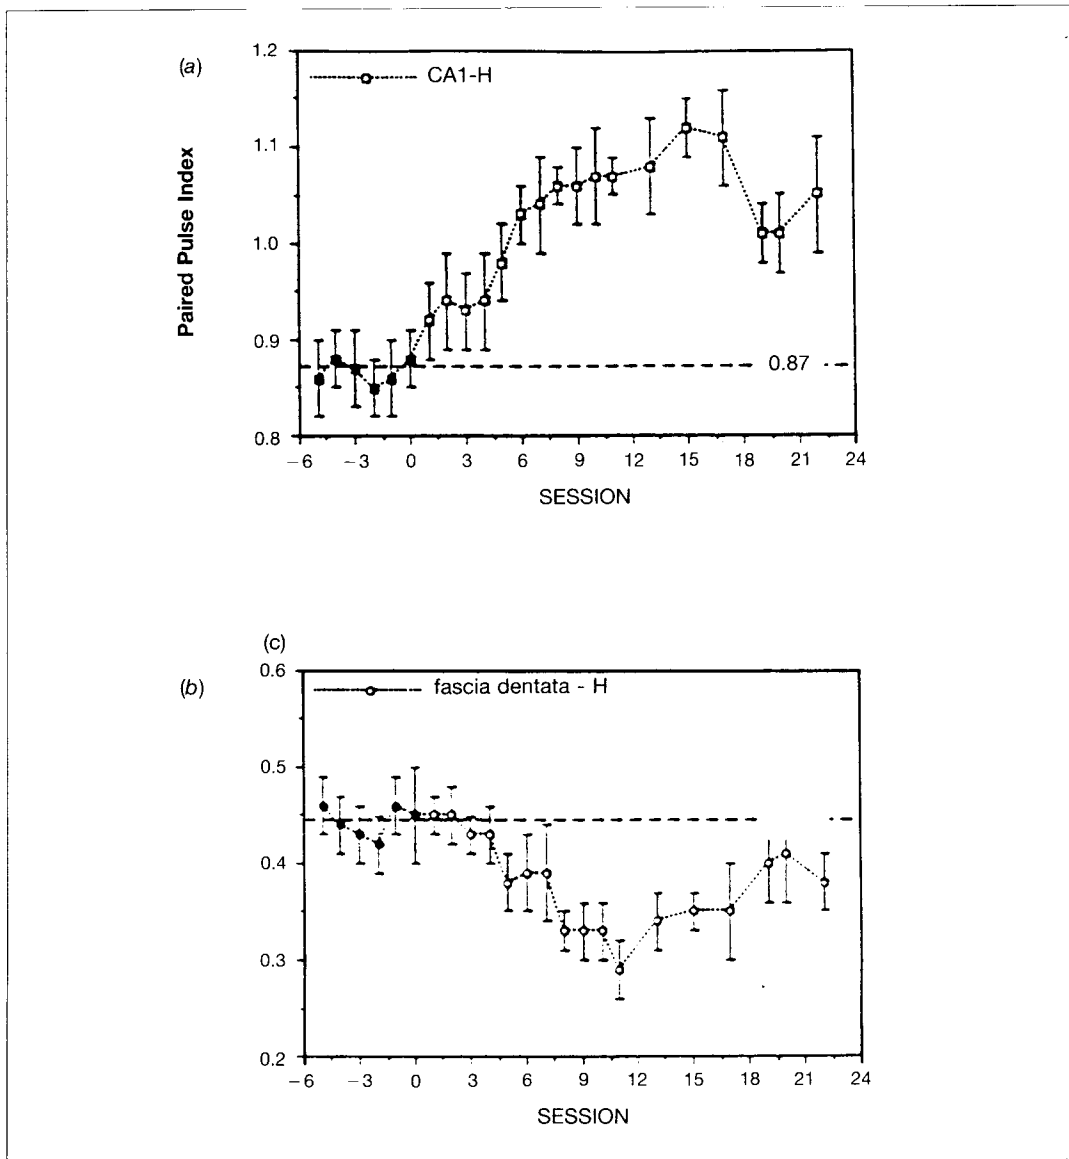 (a)
CA1-H
Paired Pulse Index
1.2
1.1
1.0
0.9
0.8
0.87
−6 −3 0 3 6 9 12 15 18 21 24
SESSION
(c)
(b)
fascia dentata - H
0.6
0.5
0.4
0.3
0.2
−6 −3 0 3 6 9 12 15 18 21 24
SESSION